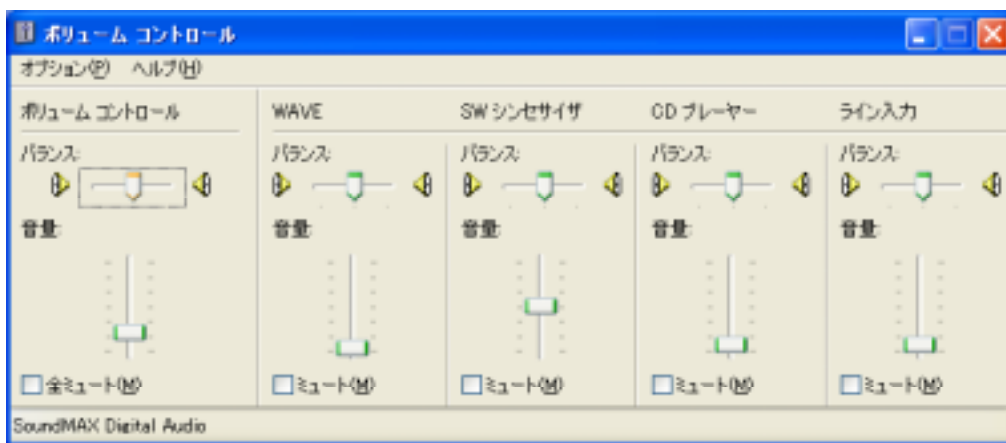 ボリューム コントロール
オプション(P) ヘルプ(H)
ボリューム コントロール WAVE SW シンセサイザ CD プレーヤー ライン入力
バランス: バランス: バランス: バランス: バランス:
音量: 音量: 音量: 音量: 音量:
全ミュート(M) ミュート(M) ミュート(M) ミュート(M) ミュート(M)
SoundMAX Digital Audio